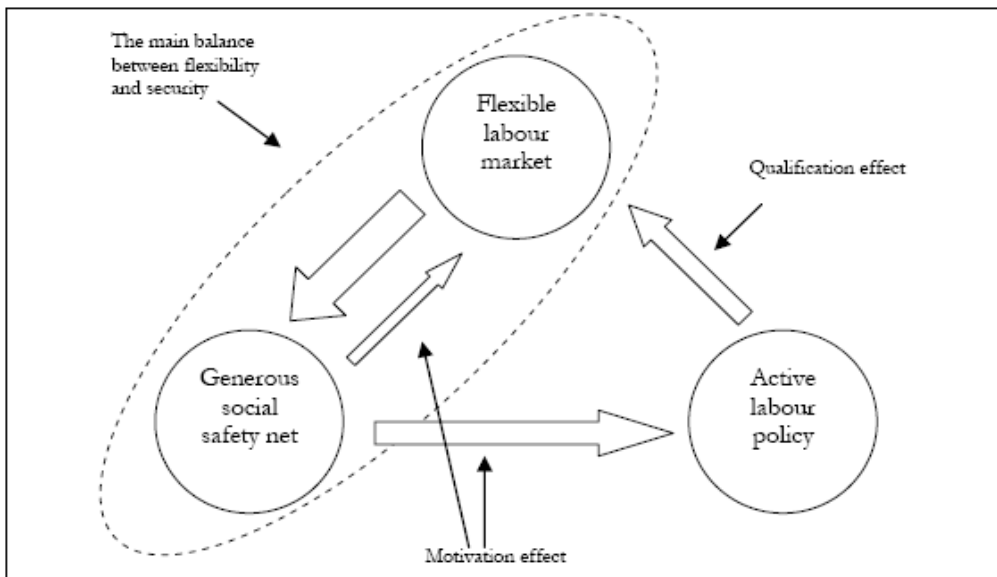 The main balance
between flexibility
and security
Flexible
labour
market
Qualification effect
Generous
social
safety net
Active
labour
policy
Motivation effect